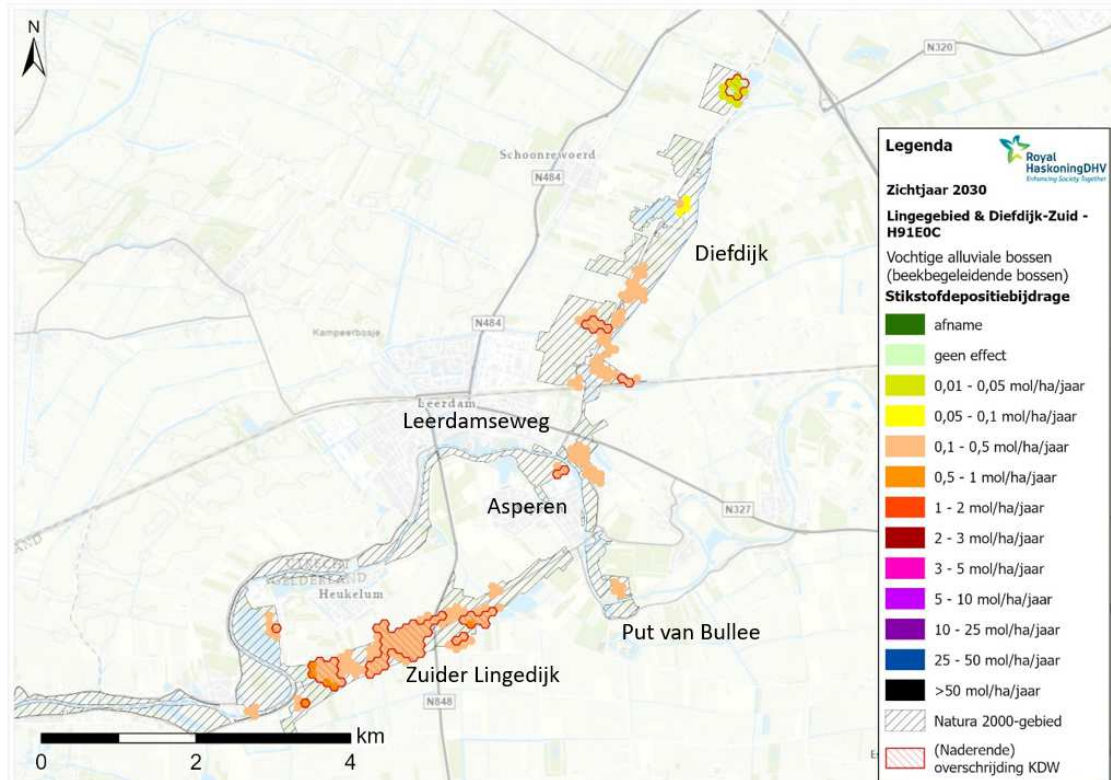 N
N320
Schoonrewoerd
N484
Diefdijk
Kampeerbosje
N484
Leerdam
Leerdamseweg
Asperen
N327
UTRECHT
GELDERLAND
Heukelum
Put van Bullee
Zuider Lingedijk
N848
km
0 2 4
Legenda
Royal
HaskoningDHV
Enhancing Society Together
Zichtjaar 2030
Lingegebied & Diefdijk-Zuid -
H91E0C
Vochtige alluviale bossen
(beekbegeleidende bossen)
Stikstofdepositiebijdrage
afname
geen effect
0,01 - 0,05 mol/ha/jaar
0,05 - 0,1 mol/ha/jaar
0,1 - 0,5 mol/ha/jaar
0,5 - 1 mol/ha/jaar
1 - 2 mol/ha/jaar
2 - 3 mol/ha/jaar
3 - 5 mol/ha/jaar
5 - 10 mol/ha/jaar
10 - 25 mol/ha/jaar
25 - 50 mol/ha/jaar
>50 mol/ha/jaar
Natura 2000-gebied
(Naderende)
overschrijding KDW